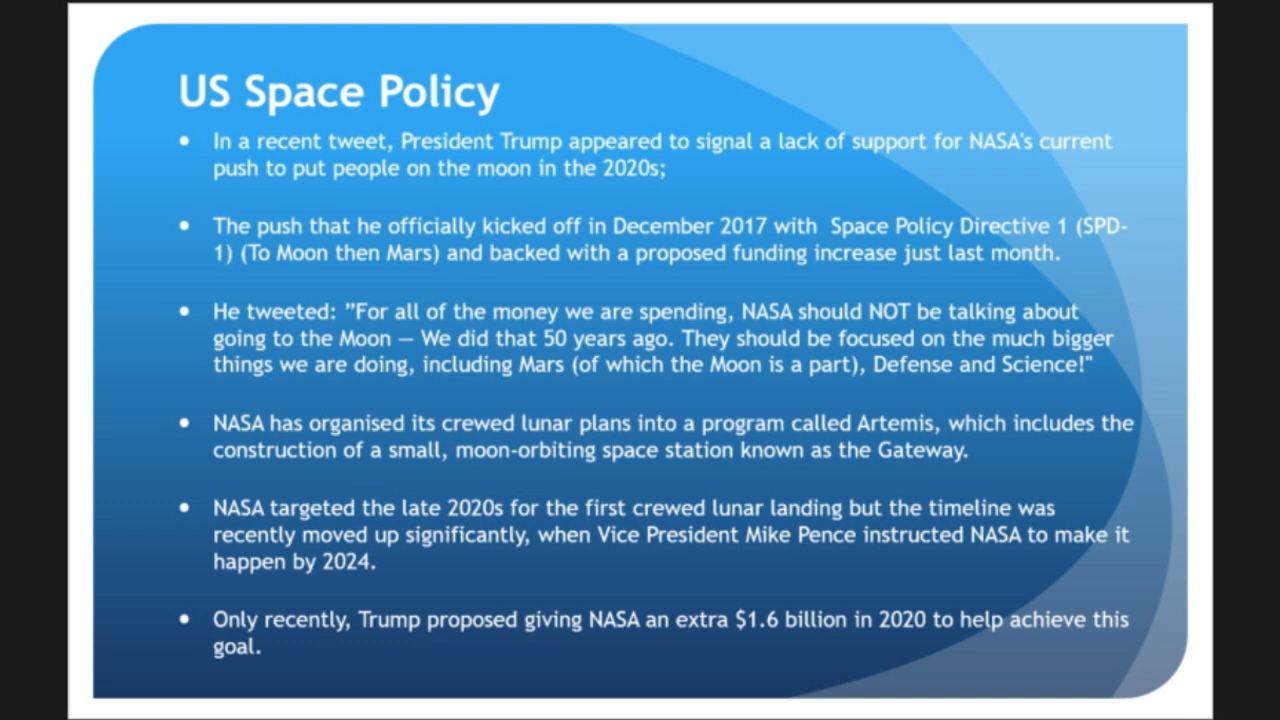 US Space Policy
• In a recent tweet, President Trump appeared to signal a lack of support for NASA's current
push to put people on the moon in the 2020s;
• The push that he officially kicked off in December 2017 with  Space Policy Directive 1 (SPD-
1) (To Moon then Mars) and backed with a proposed funding increase just last month.
• He tweeted: ”For all of the money we are spending, NASA should NOT be talking about
going to the Moon — We did that 50 years ago. They should be focused on the much bigger
things we are doing, including Mars (of which the Moon is a part), Defense and Science!"
• NASA has organised its crewed lunar plans into a program called Artemis, which includes the
construction of a small, moon-orbiting space station known as the Gateway.
• NASA targeted the late 2020s for the first crewed lunar landing but the timeline was
recently moved up significantly, when Vice President Mike Pence instructed NASA to make it
happen by 2024.
• Only recently, Trump proposed giving NASA an extra $1.6 billion in 2020 to help achieve this
goal.